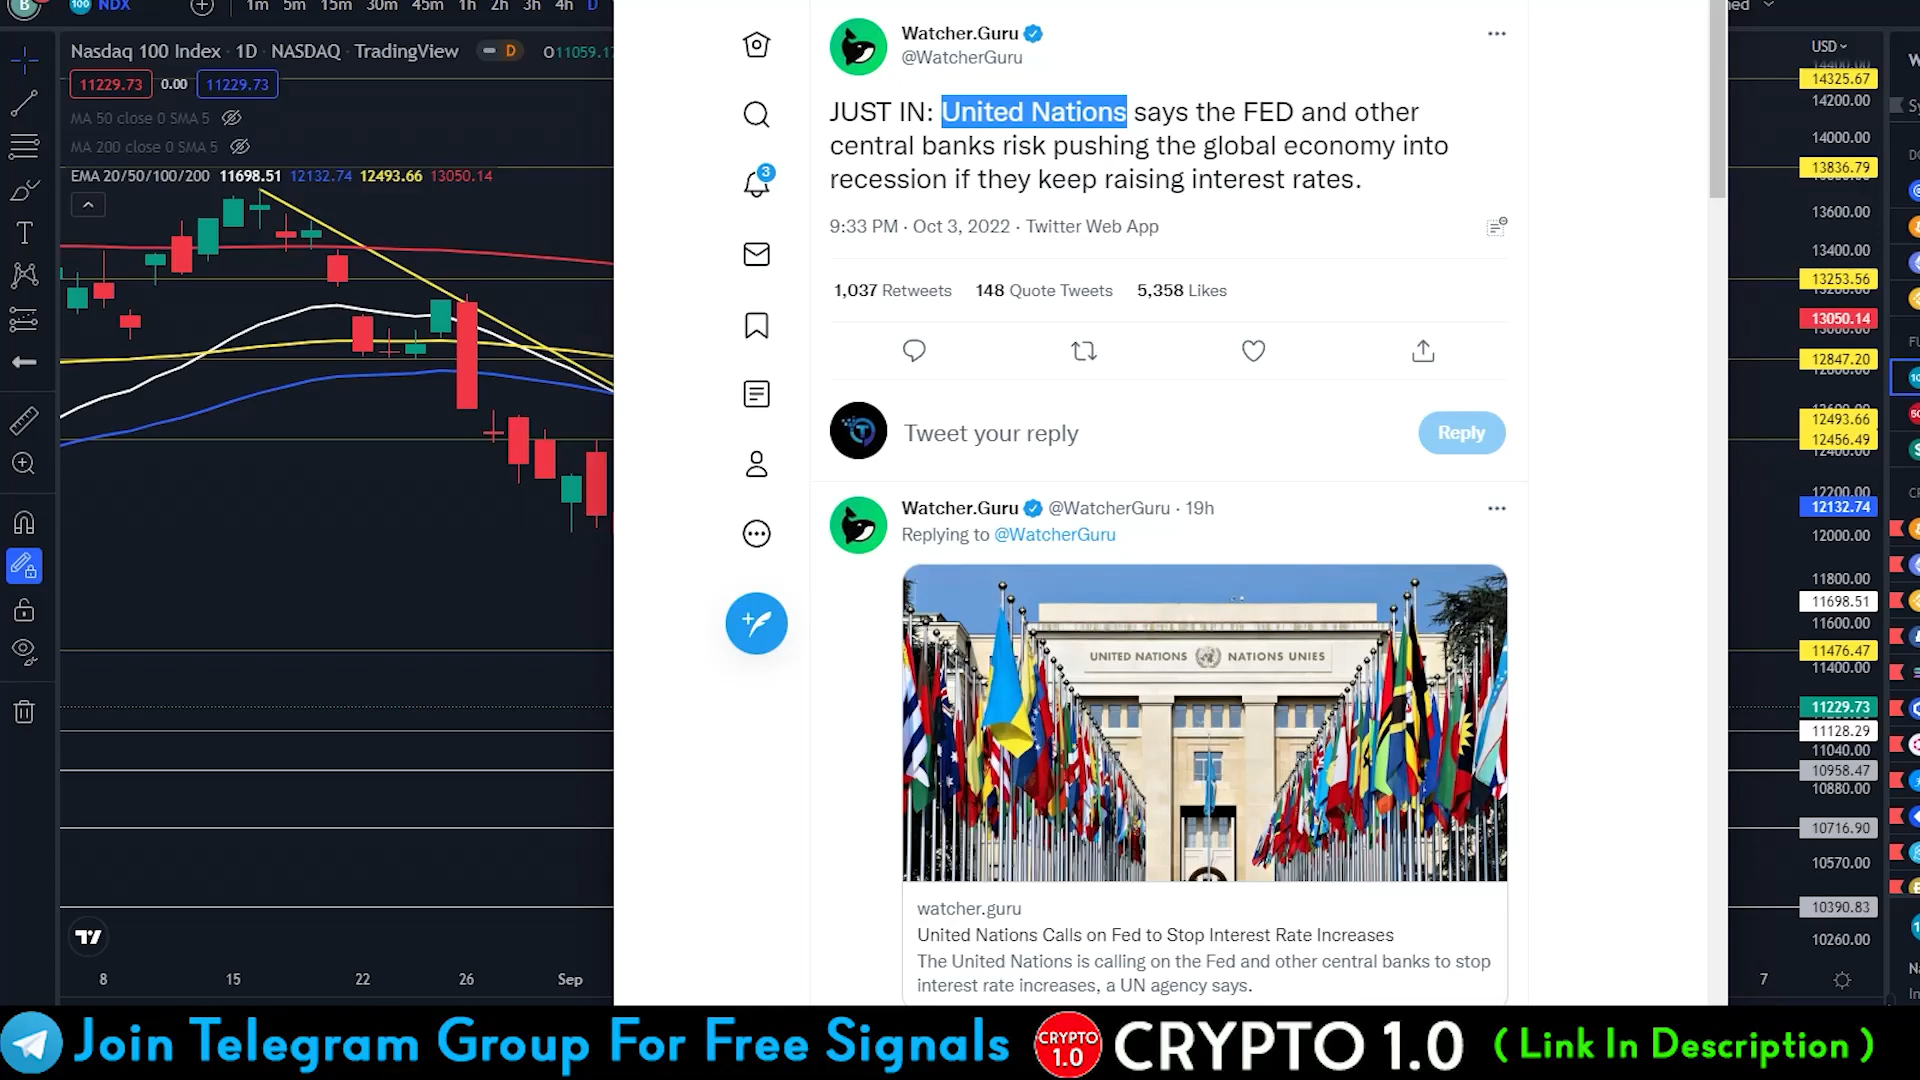 B
100 NDX
1m 5m 15m 30m 45m 1h 2h 3h 4h D
Nasdaq 100 Index · 1D · NASDAQ · TradingView
D
O11059.1
11229.73 0.00 11229.73
MA 50 close 0 SMA 5
MA 200 close 0 SMA 5
EMA 20/50/100/200 11698.51 12132.74 12493.66 13050.14
8 15 22 26 Sep
Watcher.Guru
@WatcherGuru
JUST IN: United Nations says the FED and other
central banks risk pushing the global economy into
recession if they keep raising interest rates.
9:33 PM · Oct 3, 2022 · Twitter Web App
1,037 Retweets 148 Quote Tweets 5,358 Likes
3
Tweet your reply
Reply
Watcher.Guru @WatcherGuru · 19h
Replying to @WatcherGuru
UNITED NATIONS NATIONS UNIES
watcher.guru
United Nations Calls on Fed to Stop Interest Rate Increases
The United Nations is calling on the Fed and other central banks to stop
interest rate increases, a UN agency says.
USD
14325.67
14200.00
14000.00
13836.79
13600.00
13400.00
13253.56
13050.14
12847.20
12493.66
12456.49
12400.00
12200.00
12132.74
12000.00
11800.00
11698.51
11600.00
11476.47
11400.00
11229.73
11128.29
11040.00
10958.47
10880.00
10716.90
10570.00
10390.83
10260.00
7
Join Telegram Group For Free Signals
CRYPTO
1.0
CRYPTO 1.0
( Link In Description )